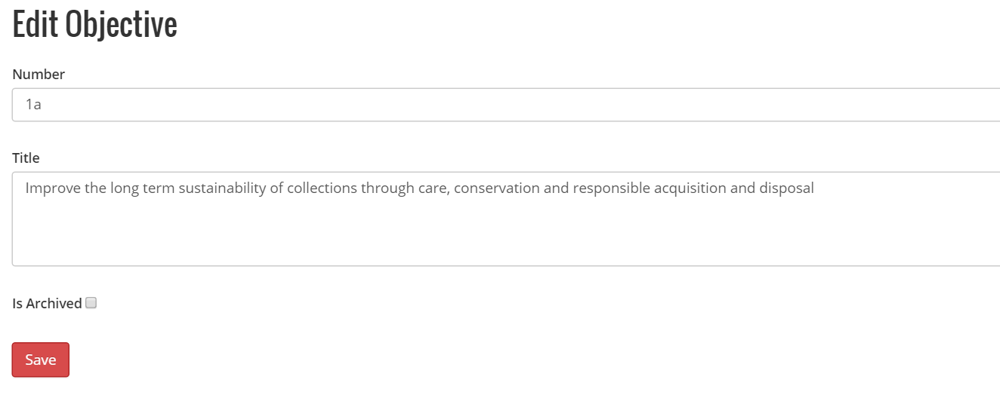 Edit Objective
Number
1a
Title
Improve the long term sustainability of collections through care, conservation and responsible acquisition and disposal
Is Archived
Save